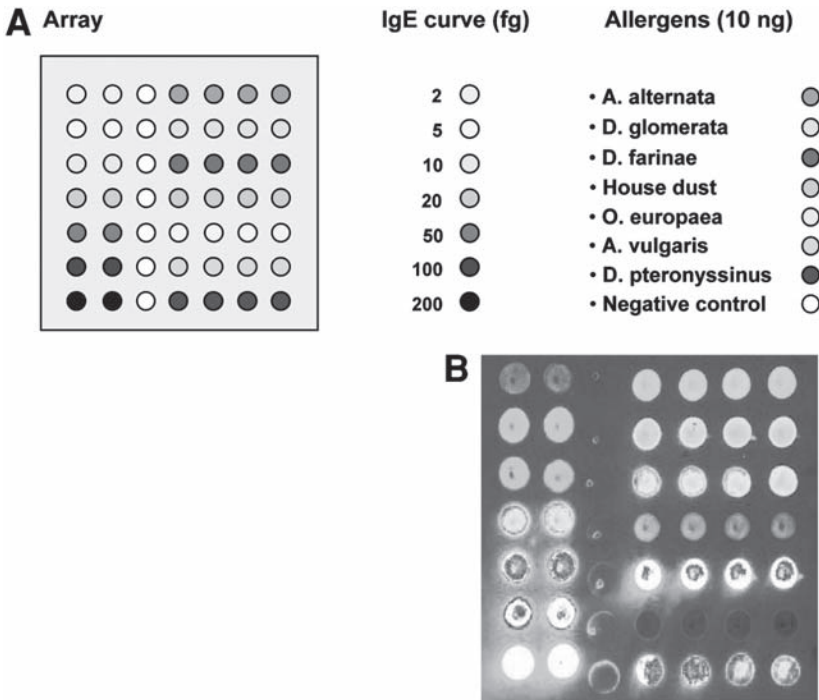 A Array IgE curve (fg) Allergens (10 ng)
2 • A. alternata
5 • D. glomerata
10 • D. farinae
20 • House dust
50 • O. europaea
100 • A. vulgaris
200 • D. pteronyssinus
• Negative control
B